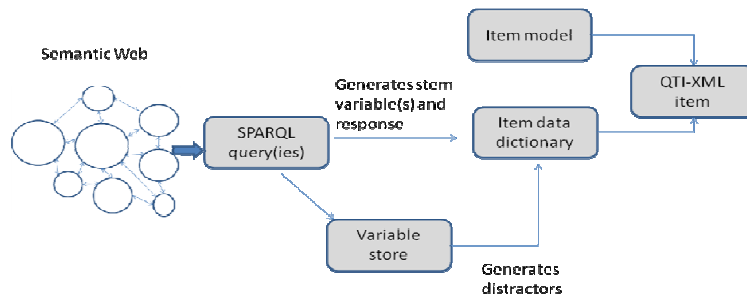 Semantic Web
Item model
QTI-XML
item
Generates stem
variable(s) and
response
SPARQL
query(ies)
Item data
dictionary
Variable
store
Generates
distractors